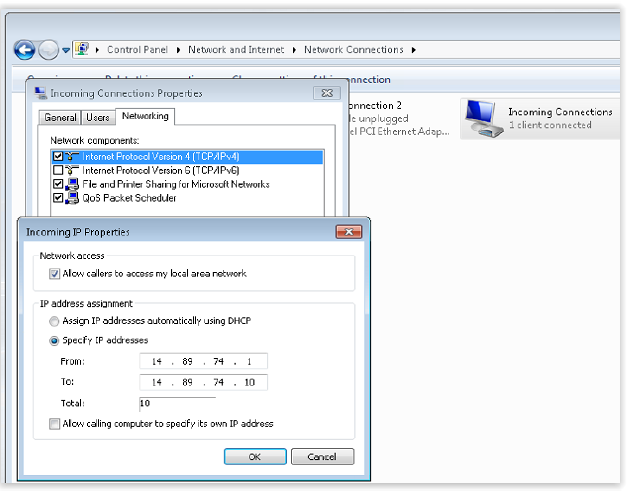 Control Panel ▸ Network and Internet ▸ Network Connections ▸
Incoming Connections Properties
General Users Networking
Network components:
Internet Protocol Version 4 (TCP/IPv4)
Internet Protocol Version 6 (TCP/IPv6)
File and Printer Sharing for Microsoft Networks
QoS Packet Scheduler
onnection 2
le unplugged
el PCI Ethernet Adap...
Incoming Connections
1 client connected
Incoming IP Properties
Network access
Allow callers to access my local area network
IP address assignment
Assign IP addresses automatically using DHCP
Specify IP addresses
From: 14 . 89 . 74 . 1
To: 14 . 89 . 74 . 10
Total: 10
Allow calling computer to specify its own IP address
OK Cancel